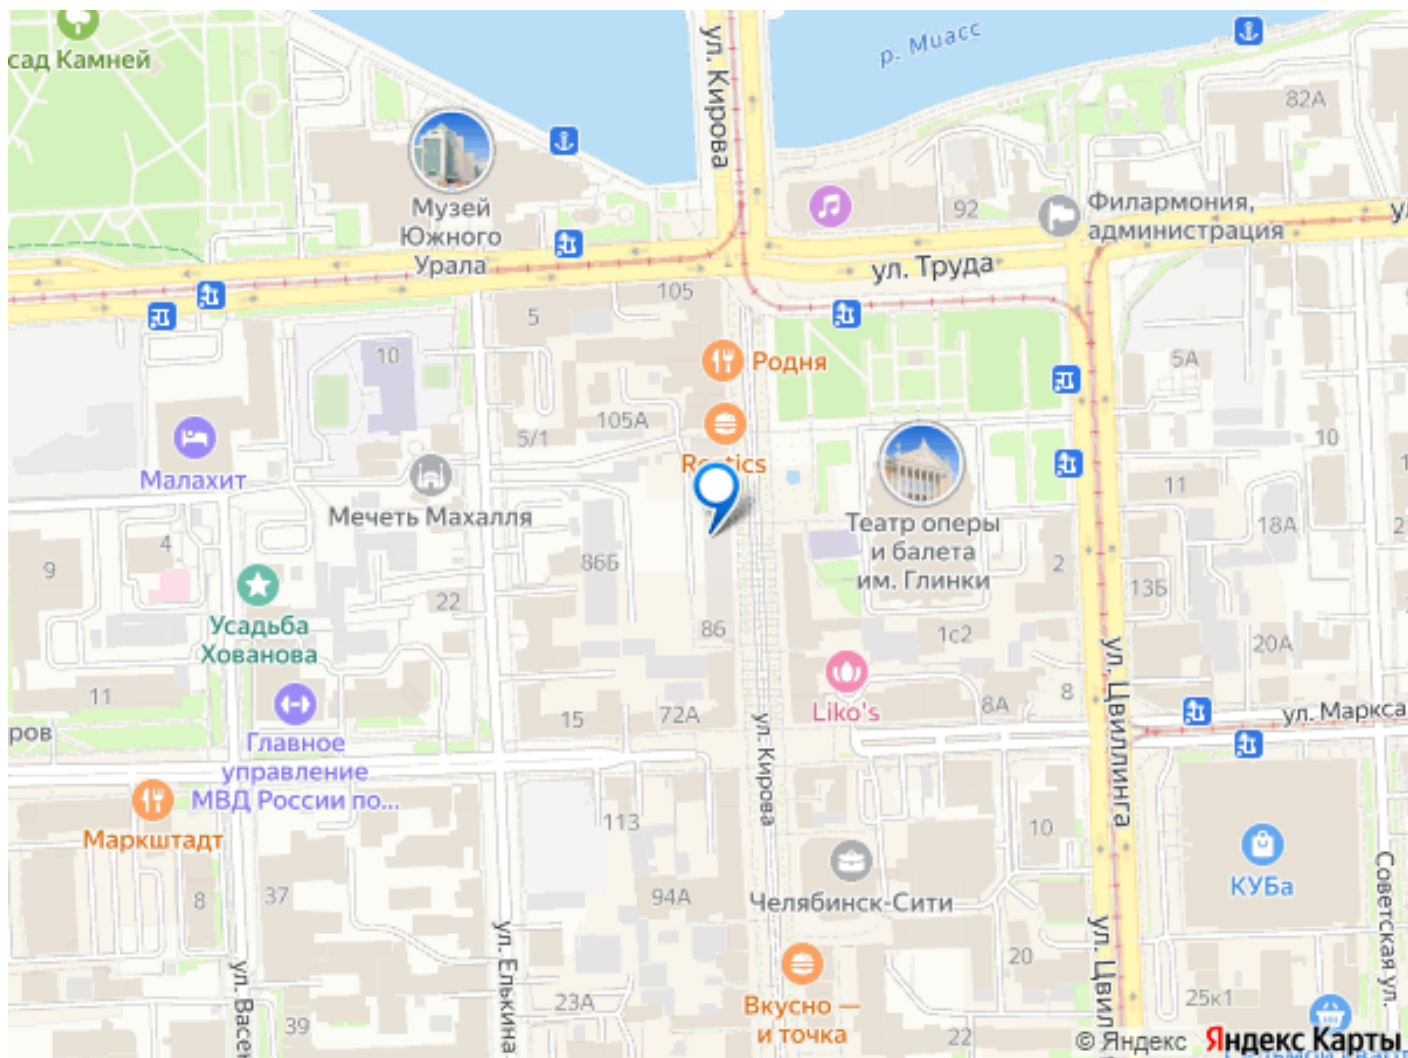 сад Камней
ул. Кирова
р. Миасс
82А
Музей
Южного
Урала
92
Филармония,
администрация
ул. Труда
105
5
10
Родня
5А
105А
5/1
10
Малахит
Мечеть Махалля
Театр оперы
и балета
им. Глинки
11
18А
4
9
86Б
2
13Б
22
Усадьба
Хованова
86
1с2
20А
ул. Цвиллинга
11
15
72А
Liko's
8А
8
ул. Маркса
ров
Главное
управление
МВД России по...
ул. Кирова
Маркштадт
113
10
КУБа
Советская ул.
8
37
94А
Челябинск-Сити
ул. Елькина
ул. Васен
20
ул. Цвил
23А
39
Вкусно —
и точка
22
25к1
© Яндекс Яндекс Карты